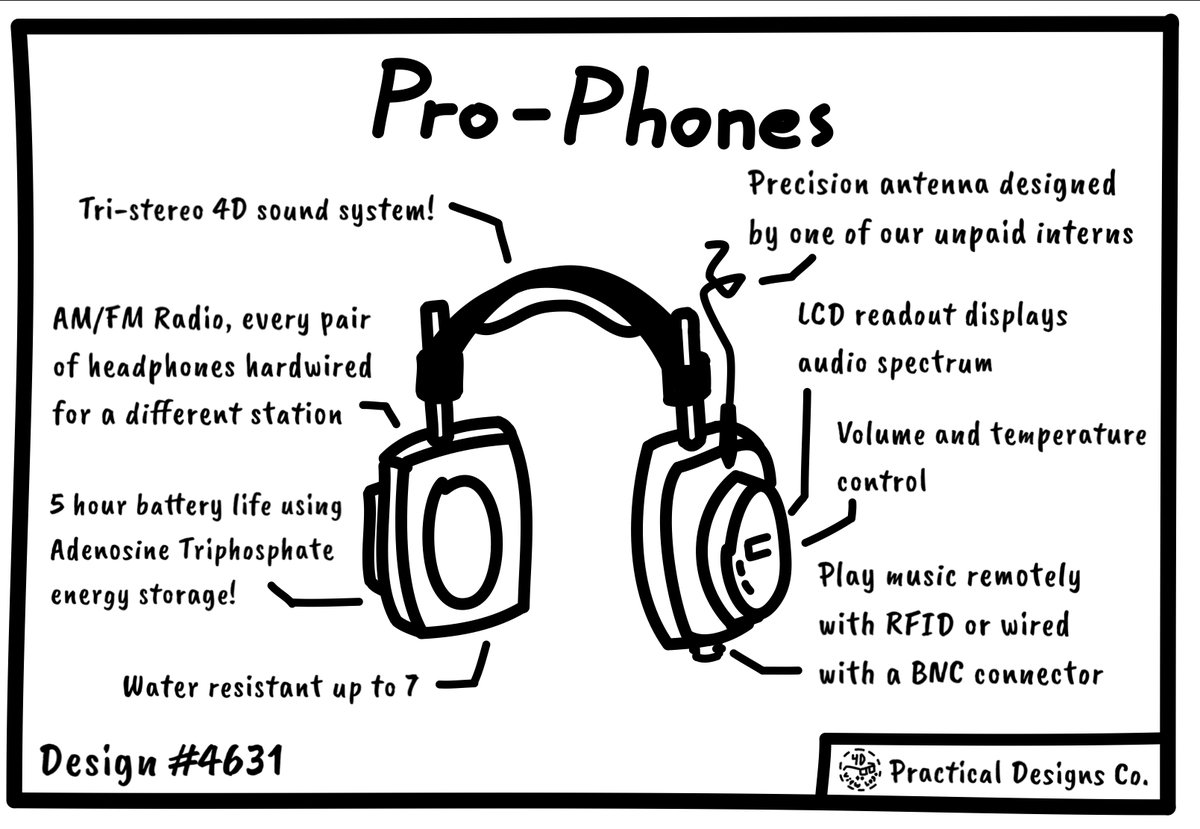 Pro-Phones
Tri-stereo 4D sound system!
Precision antenna designed
by one of our unpaid interns
AM/FM Radio, every pair
of headphones hardwired
for a different station
LCD readout displays
audio spectrum
Volume and temperature
control
5 hour battery life using
Adenosine Triphosphate
energy storage!
Play music remotely
with RFID or wired
with a BNC connector
Water resistant up to 7
Design #4631
4D
Practical Designs Co.